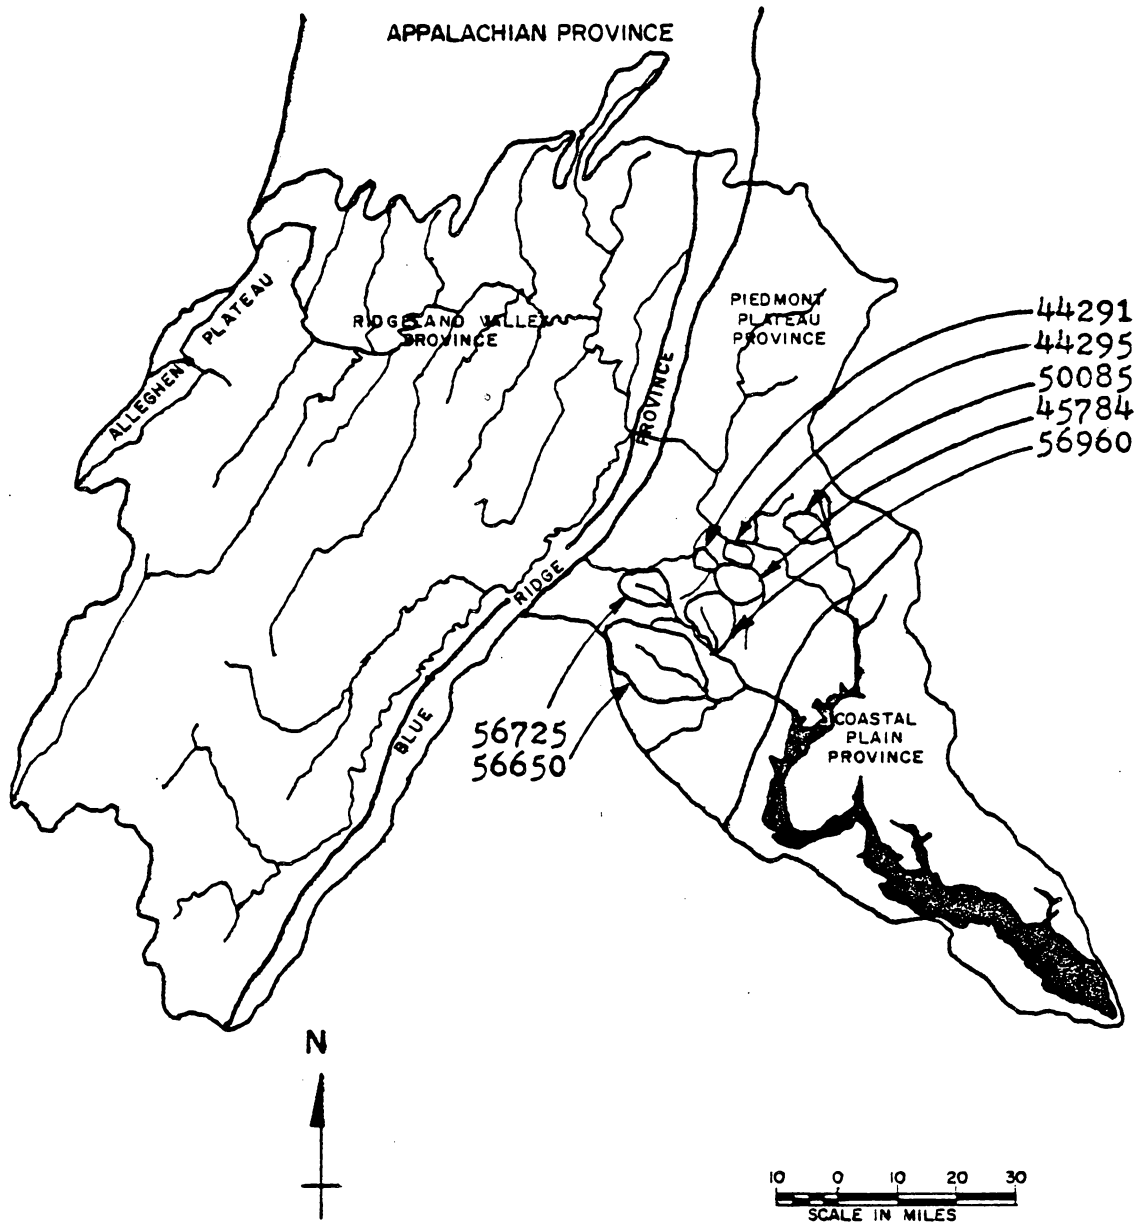 APPALACHIAN PROVINCE
PIEDMONT
PLATEAU
PROVINCE
44291
44295
50085
45784
56960
RIDGE AND VALLEY
PROVINCE
ALLEGHENY PLATEAU
BLUE RIDGE PROVINCE
56725
56650
COASTAL
PLAIN
PROVINCE
N
10 0 10 20 30
SCALE IN MILES